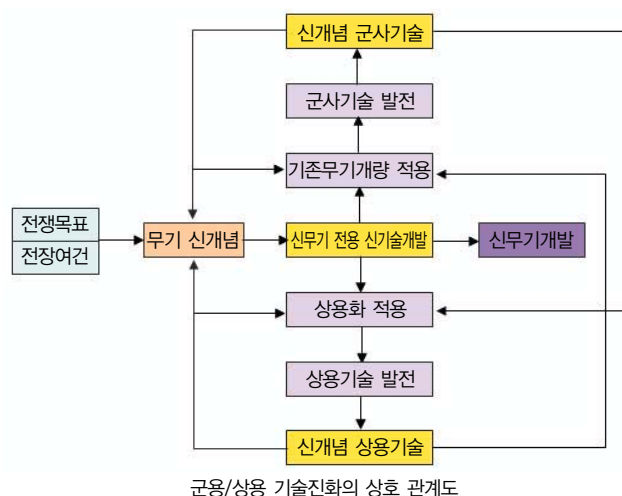 신개념 군사기술
군사기술 발전
기존무기개량 적용
전쟁목표
전장여건
무기 신개념
신무기 전용 신기술개발
신무기개발
상용화 적용
상용기술 발전
신개념 상용기술
군용/상용 기술진화의 상호 관계도